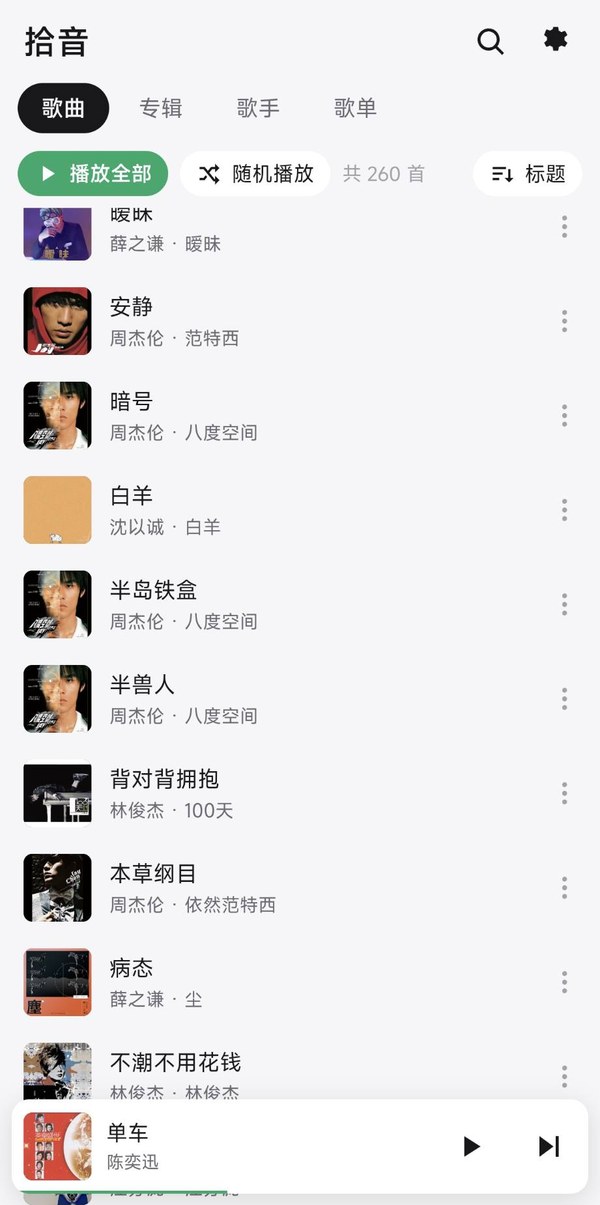 拾音
歌曲 专辑 歌手 歌单
播放全部 随机播放 共 260 首 标题
暧昧
薛之谦 · 暧昧
安静
周杰伦 · 范特西
暗号
周杰伦 · 八度空间
白羊
沈以诚 · 白羊
半岛铁盒
周杰伦 · 八度空间
半兽人
周杰伦 · 八度空间
背对背拥抱
林俊杰 · 100天
本草纲目
周杰伦 · 依然范特西
病态
薛之谦 · 尘
塵
不潮不用花钱
林俊杰 · 林俊杰
单车
陈奕迅